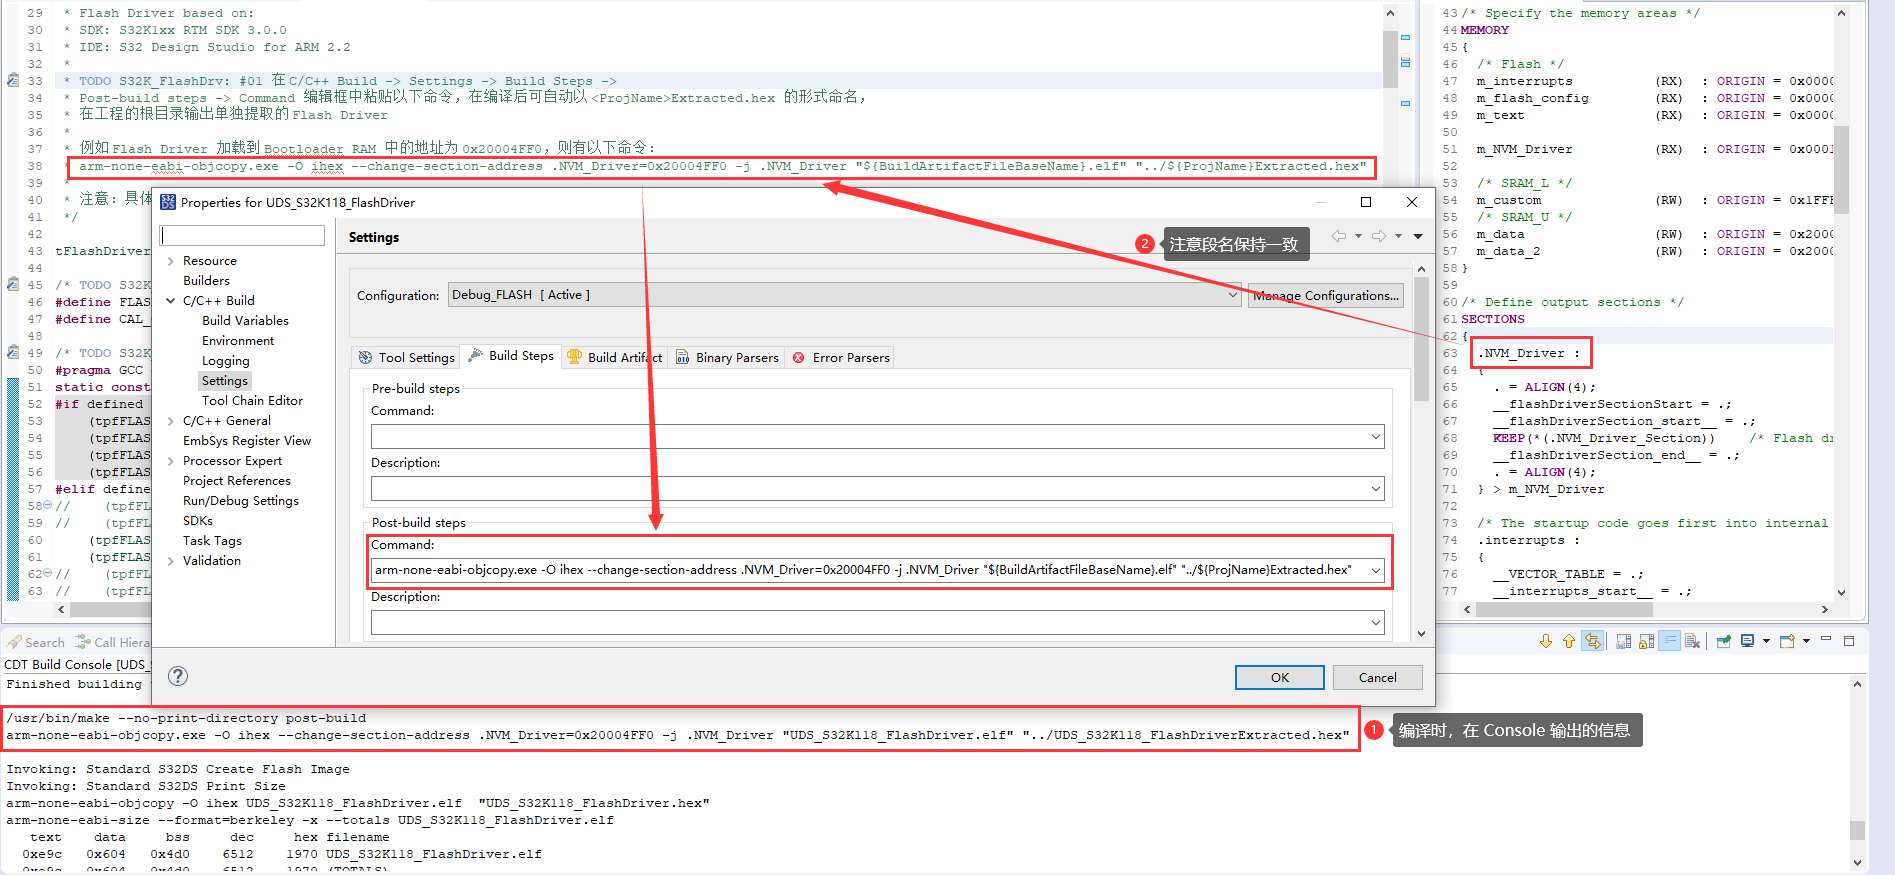 29 * Flash Driver based on:
30 * SDK: S32K1xx RTM SDK 3.0.0
31 * IDE: S32 Design Studio for ARM 2.2
32 *
33 * TODO S32K_FlashDrv: #01 在 C/C++ Build -> Settings -> Build Steps ->
34 * Post-build steps -> Command 编辑框中粘贴以下命令，在编译后可自动以 <ProjName>Extracted.hex 的形式命名，
35 * 在工程的根目录输出单独提取的 Flash Driver
36 *
37 * 例如 Flash Driver 加载到 Bootloader RAM 中的地址为 0x20004FF0，则有以下命令：
38 * arm-none-eabi-objcopy.exe -O ihex --change-section-address .NVM_Driver=0x20004FF0 -j .NVM_Driver "${BuildArtifactFileBaseName}.elf" "../${ProjName}Extracted.hex"
39 *
40 * 注意：具体
41 */
42
43 tFlashDriver
44
45 /* TODO S32K
46 #define FLAS
47 #define CAL_
48
49 /* TODO S32K
50 #pragma GCC
51 static const
52 #if defined
53 (tpfFLAS
54 (tpfFLAS
55 (tpfFLAS
56 (tpfFLAS
57 #elif define
58 // (tpfFL
59 // (tpfFL
60 (tpfFLAS
61 (tpfFLAS
62 // (tpfFL
63 // (tpfFL
43 /* Specify the memory areas */
44 MEMORY
45 {
46 /* Flash */
47 m_interrupts (RX) : ORIGIN = 0x0000
48 m_flash_config (RX) : ORIGIN = 0x0000
49 m_text (RX) : ORIGIN = 0x0000
50
51 m_NVM_Driver (RX) : ORIGIN = 0x0001
52
53 /* SRAM_L */
54 m_custom (RW) : ORIGIN = 0x1FFF
55 /* SRAM_U */
56 m_data (RW) : ORIGIN = 0x2000
57 m_data_2 (RW) : ORIGIN = 0x2000
58 }
59
60 /* Define output sections */
61 SECTIONS
62 {
63 .NVM_Driver :
64 {
65 . = ALIGN(4);
66 __flashDriverSectionStart = .;
67 __flashDriverSection_start__ = .;
68 KEEP(*(.NVM_Driver_Section)) /* Flash dr
69 __flashDriverSection_end__ = .;
70 . = ALIGN(4);
71 } > m_NVM_Driver
72
73 /* The startup code goes first into internal
74 .interrupts :
75 {
76 __VECTOR_TABLE = .;
77 __interrupts_start__ = .;
S32 DS
Properties for UDS_S32K118_FlashDriver
Resource
Builders
C/C++ Build
Build Variables
Environment
Logging
Settings
Tool Chain Editor
C/C++ General
EmbSys Register View
Processor Expert
Project References
Run/Debug Settings
SDKs
Task Tags
Validation
Settings
2 注意段名保持一致
Configuration: Debug_FLASH [ Active ] Manage Configurations...
Tool Settings Build Steps Build Artifact Binary Parsers Error Parsers
Pre-build steps
Command:
Description:
Post-build steps
Command:
arm-none-eabi-objcopy.exe -O ihex --change-section-address .NVM_Driver=0x20004FF0 -j .NVM_Driver "${BuildArtifactFileBaseName}.elf" "../${ProjName}Extracted.hex"
Description:
OK Cancel
Search Call Hiera
CDT Build Console [UDS_
Finished building
/usr/bin/make --no-print-directory post-build
arm-none-eabi-objcopy.exe -O ihex --change-section-address .NVM_Driver=0x20004FF0 -j .NVM_Driver "UDS_S32K118_FlashDriver.elf" "../UDS_S32K118_FlashDriverExtracted.hex"
1 编译时，在 Console 输出的信息
Invoking: Standard S32DS Create Flash Image
Invoking: Standard S32DS Print Size
arm-none-eabi-objcopy -O ihex UDS_S32K118_FlashDriver.elf "UDS_S32K118_FlashDriver.hex"
arm-none-eabi-size --format=berkeley -x --totals UDS_S32K118_FlashDriver.elf
text data bss dec hex filename
0xe9c 0x604 0x4d0 6512 1970 UDS_S32K118_FlashDriver.elf
0xe9c 0x604 0x4d0 6512 1970 (TOTALS)